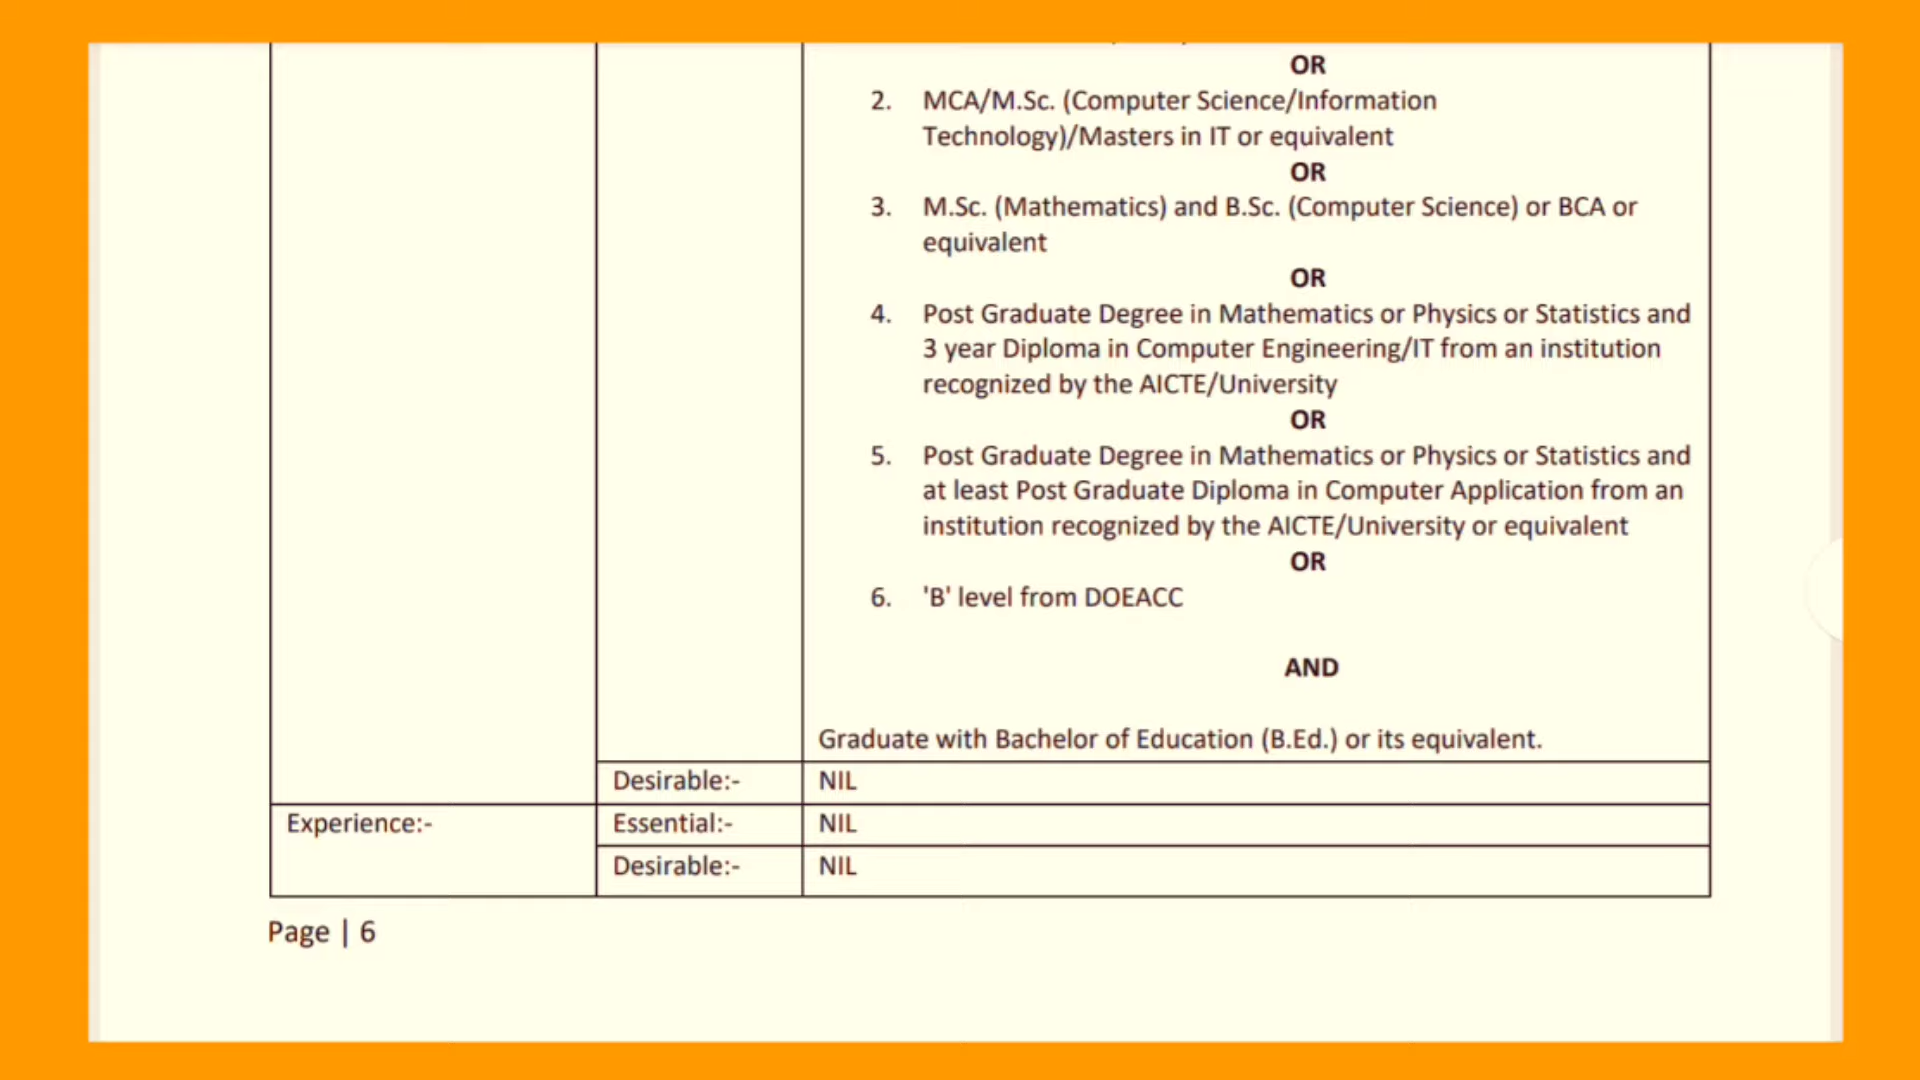 OR
2. MCA/M.Sc. (Computer Science/Information
Technology)/Masters in IT or equivalent
OR
3. M.Sc. (Mathematics) and B.Sc. (Computer Science) or BCA or
equivalent
OR
4. Post Graduate Degree in Mathematics or Physics or Statistics and
3 year Diploma in Computer Engineering/IT from an institution
recognized by the AICTE/University
OR
5. Post Graduate Degree in Mathematics or Physics or Statistics and
at least Post Graduate Diploma in Computer Application from an
institution recognized by the AICTE/University or equivalent
OR
6. 'B' level from DOEACC
AND
Graduate with Bachelor of Education (B.Ed.) or its equivalent.
Desirable:- NIL
Experience:- Essential:- NIL
Desirable:- NIL
Page | 6